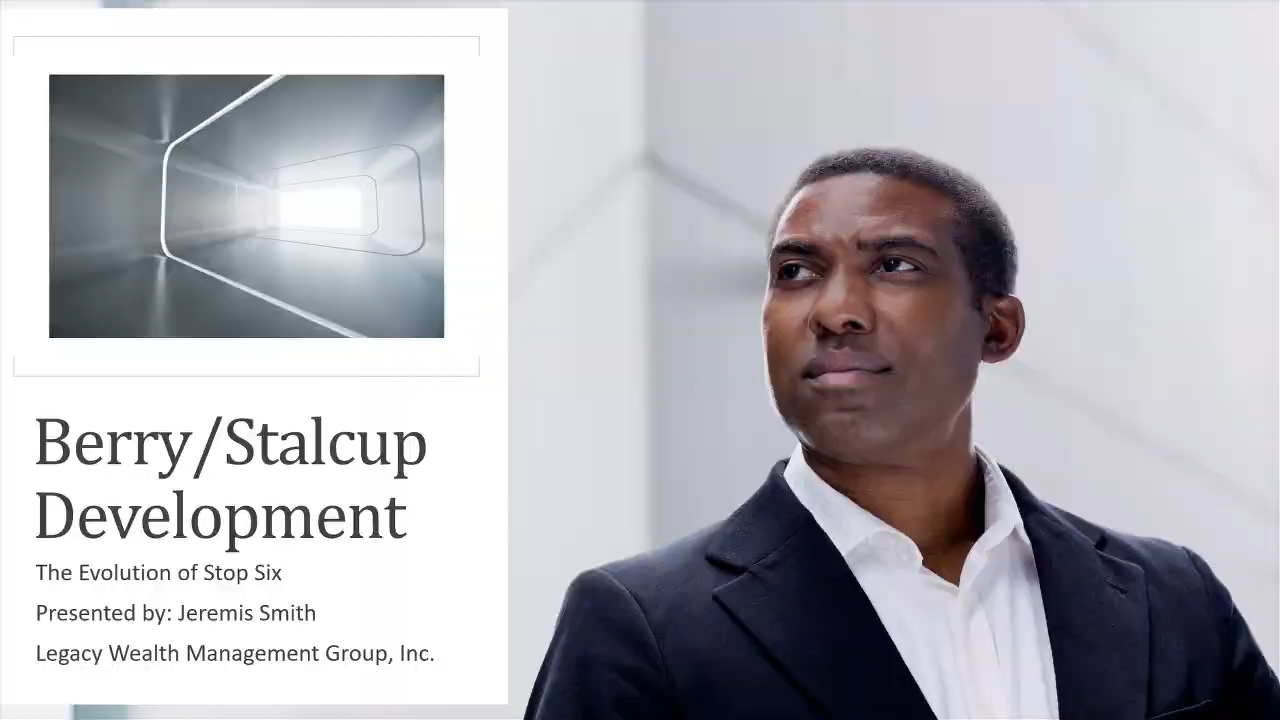 Berry/Stalcup
Development
The Evolution of Stop Six
Presented by: Jeremis Smith
Legacy Wealth Management Group, Inc.